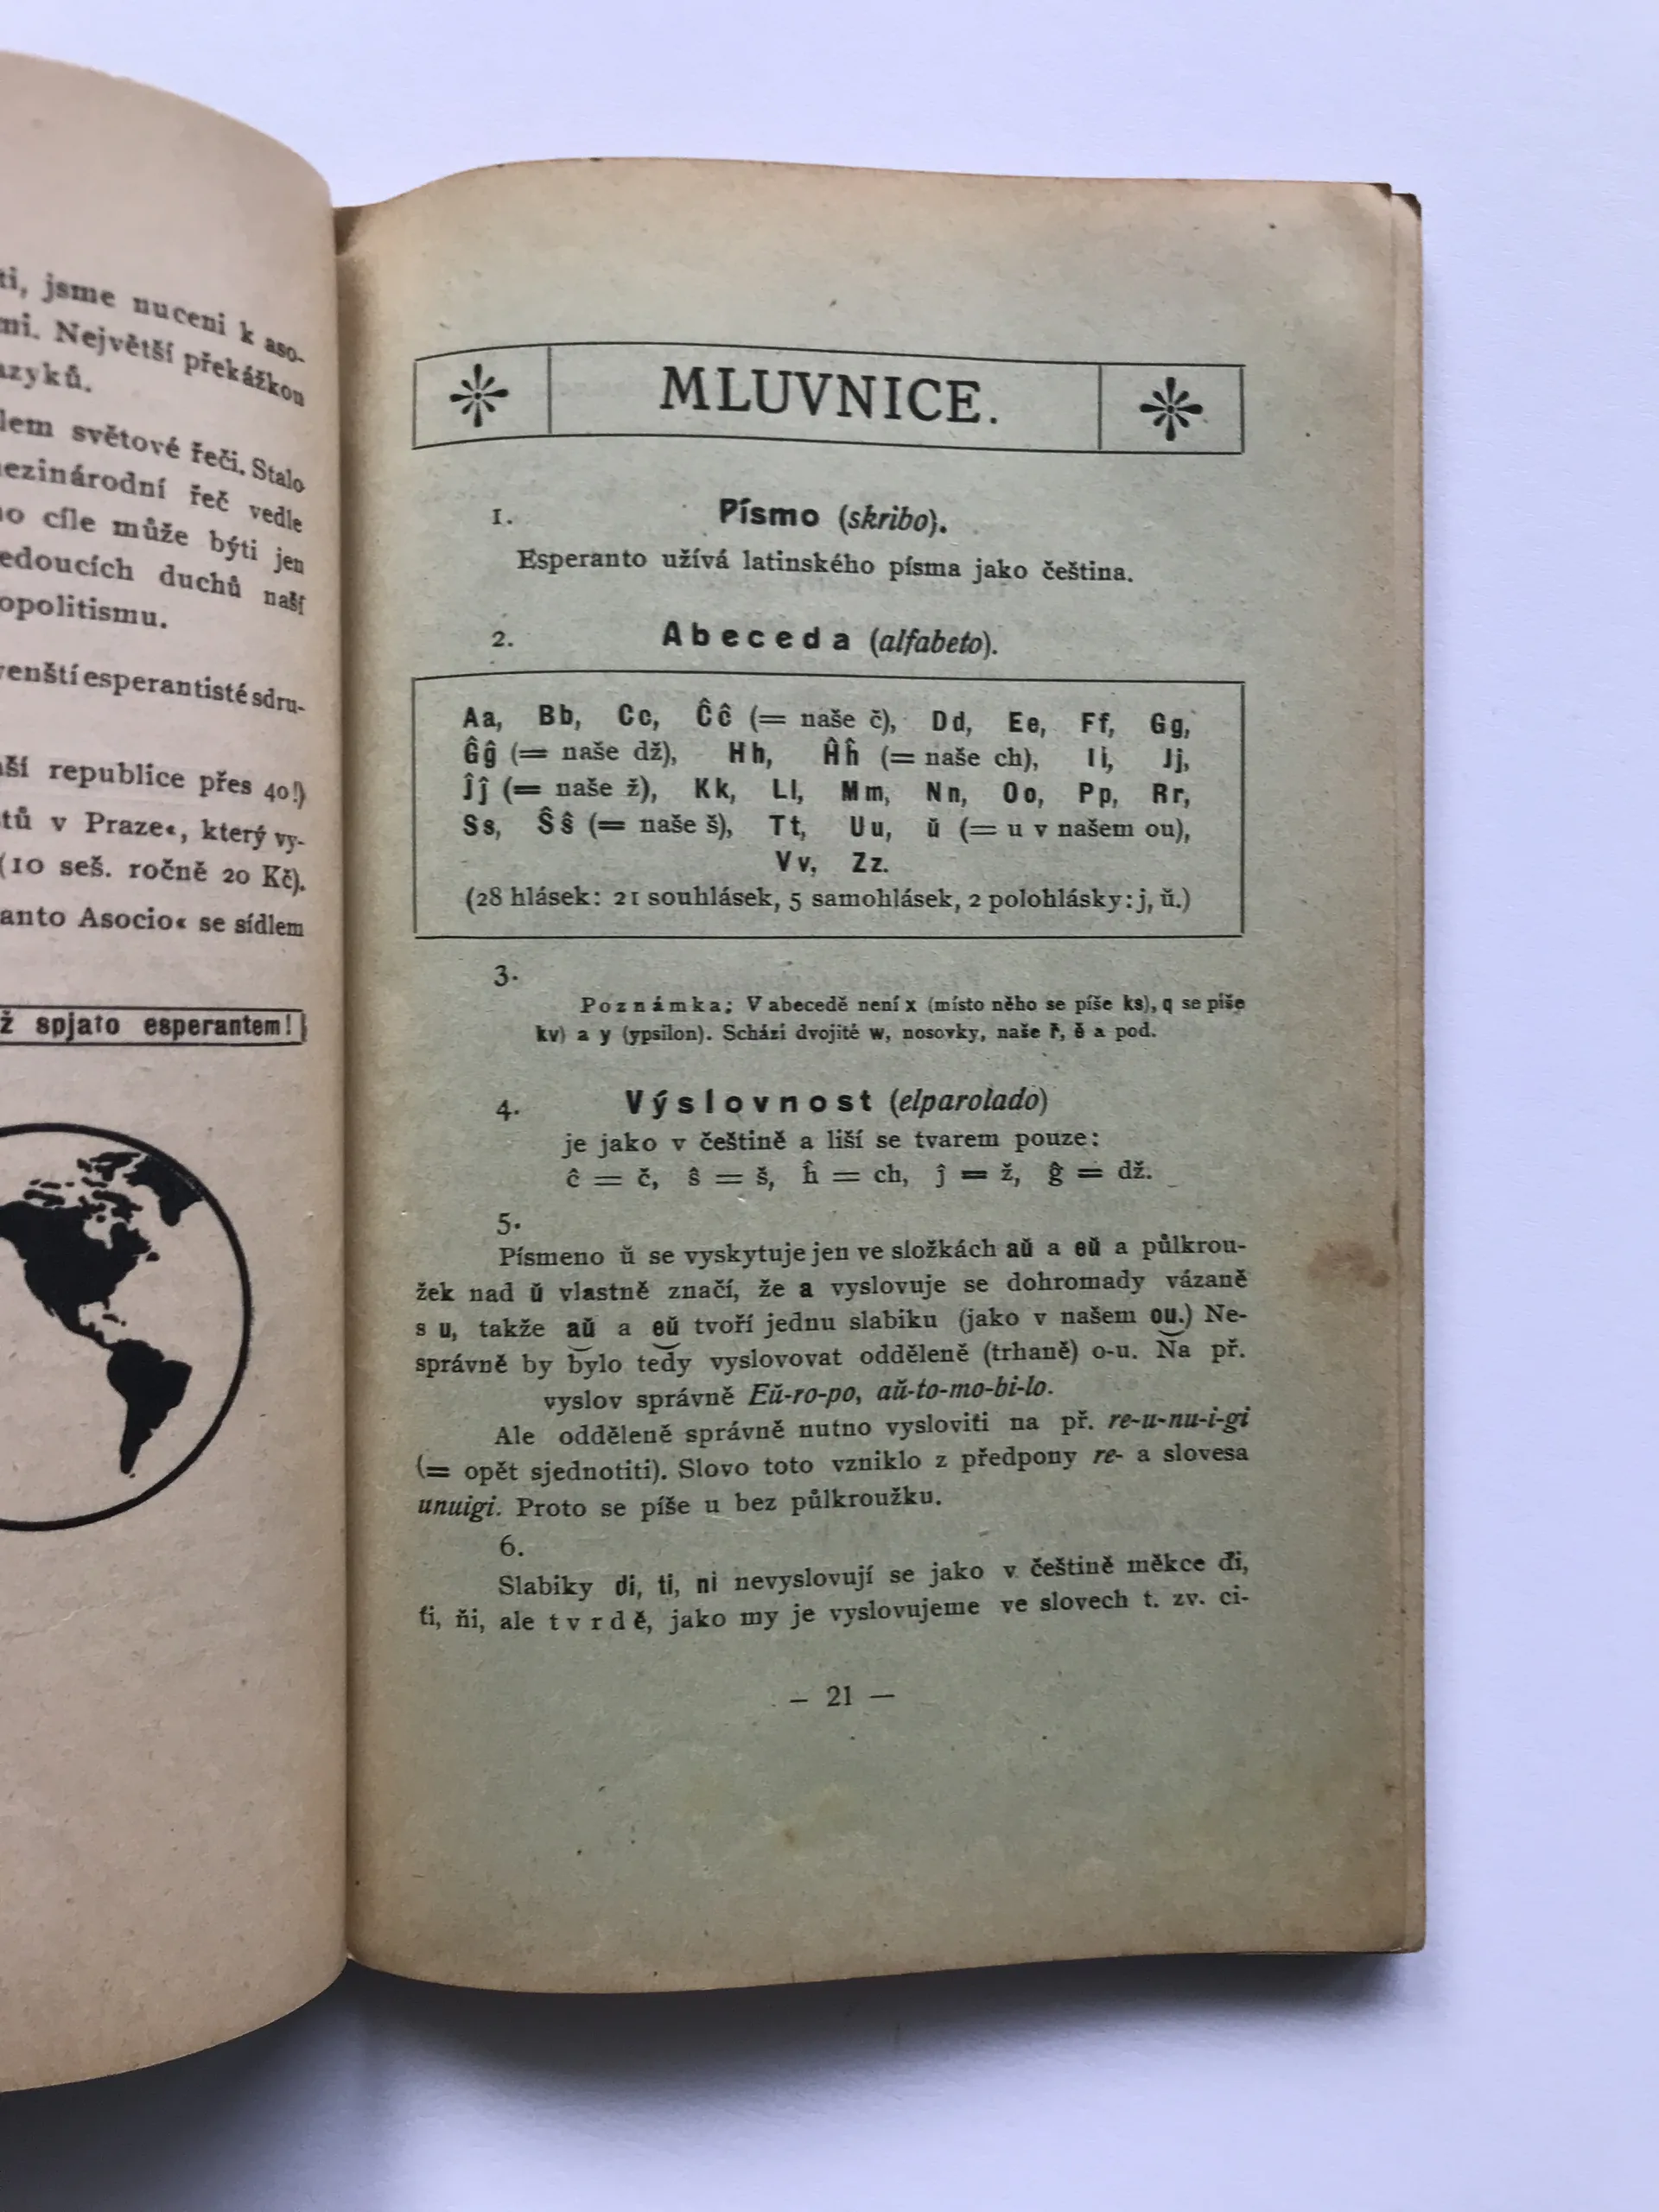 ti, jsme nuceni k aso-
mi. Největší překážkou
azyků.
lem světové řeči. Stalo
nezinárodní řeč vedle
ho cíle může býti jen
edoucích duchů naší
opolitismu.
venští esperantisté sdru-
ší republice přes 40!)
tů v Praze«, který vy-
(10 seš. ročně 20 Kč).
anto Asocio« se sídlem
ž spjato esperantem!
MLUVNICE.
1. Písmo (skribo).
Esperanto užívá latinského písma jako čeština.
2. Abeceda (alfabeto).
Aa, Bb, Cc, Ĉĉ (= naše č), Dd, Ee, Ff, Gg,
Ĝĝ (= naše dž), Hh, Ĥĥ (= naše ch), Ii, Jj,
Ĵĵ (= naše ž), Kk, Ll, Mm, Nn, Oo, Pp, Rr,
Ss, Ŝŝ (= naše š), Tt, Uu, ŭ (= u v našem ou),
Vv, Zz.
(28 hlásek: 21 souhlásek, 5 samohlásek, 2 polohlásky: j, ŭ.)
3.
Poznámka; V abecedě není x (místo něho se píše ks), q se píše
kv) a y (ypsilon). Schází dvojité w, nosovky, naše ř, ě a pod.
4. Výslovnost (elparolado)
je jako v češtině a liší se tvarem pouze:
ĉ = č, ŝ = š, ĥ = ch, ĵ = ž, ĝ = dž.
5.
Písmeno ŭ se vyskytuje jen ve složkách aŭ a eŭ a půlkrou-
žek nad ŭ vlastně značí, že a vyslovuje se dohromady vázaně
s u, takže aŭ a eŭ tvoří jednu slabiku (jako v našem ou.) Ne-
správně by bylo tedy vyslovovat odděleně (trhaně) o-u. Na př.
vyslov správně Eŭ-ro-po, aŭ-to-mo-bi-lo.
Ale odděleně správně nutno vysloviti na př. re-u-nu-i-gi
(= opět sjednotiti). Slovo toto vzniklo z předpony re- a slovesa
unuigi. Proto se píše u bez půlkroužku.
6.
Slabiky di, ti, ni nevyslovují se jako v češtině měkce ďi,
ťi, ňi, ale tvrdě, jako my je vyslovujeme ve slovech t. zv. ci-
— 21 —